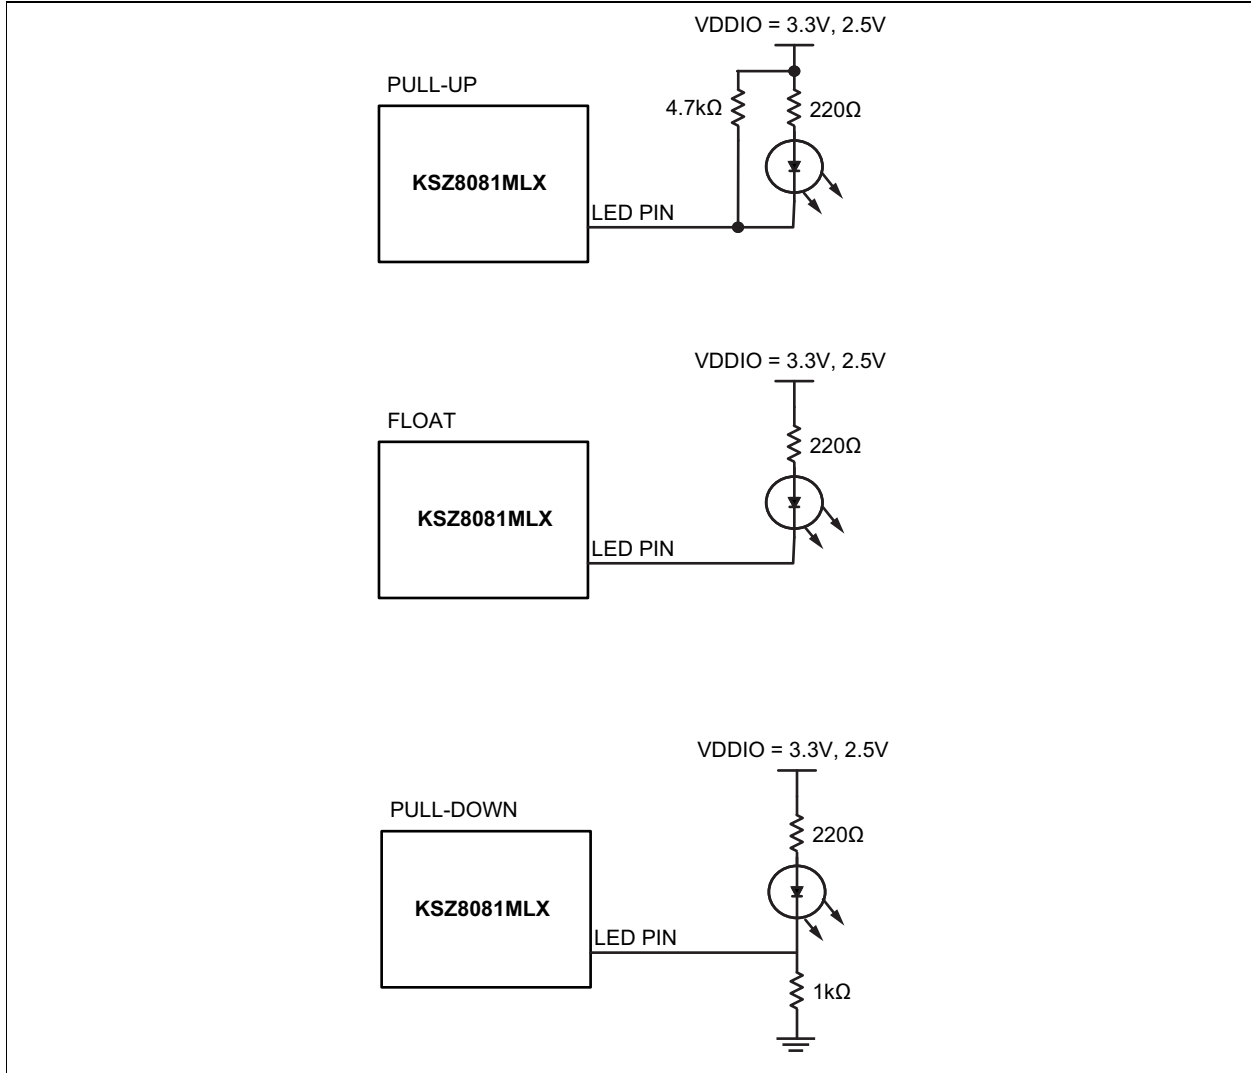 VDDIO = 3.3V, 2.5V
PULL-UP
4.7kΩ
220Ω
KSZ8081MLX
LED PIN
VDDIO = 3.3V, 2.5V
FLOAT
220Ω
KSZ8081MLX
LED PIN
VDDIO = 3.3V, 2.5V
PULL-DOWN
220Ω
KSZ8081MLX
LED PIN
1kΩ